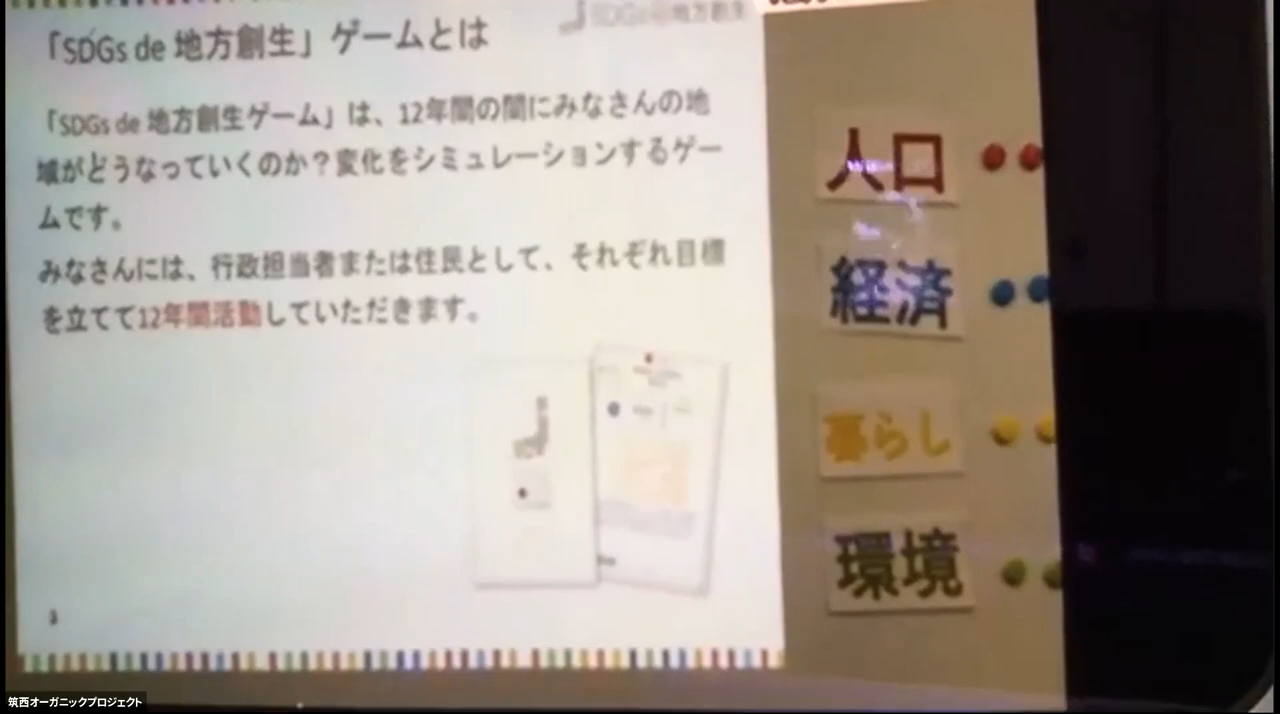 SDGs de 地方創生
「SDGs de 地方創生」ゲームとは
「SDGs de 地方創生ゲーム」は、12年間の間にみなさんの地
域がどうなっていくのか？変化をシミュレーションするゲー
ムです。
みなさんには、行政担当者または住民として、それぞれ目標
を立てて12年間活動していただきます。
3
人口
経済
暮らし
環境
筑西オーガニックプロジェクト